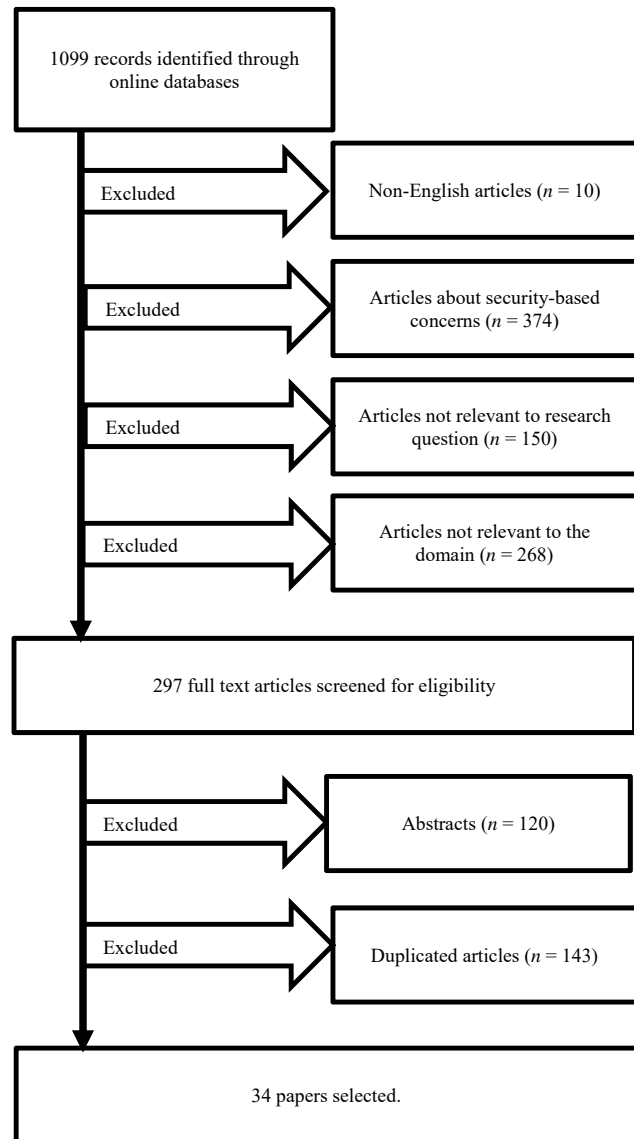 1099 records identified through
online databases
Excluded
Non-English articles (n = 10)
Excluded
Articles about security-based
concerns (n = 374)
Excluded
Articles not relevant to research
question (n = 150)
Excluded
Articles not relevant to the
domain (n = 268)
297 full text articles screened for eligibility
Excluded
Abstracts (n = 120)
Excluded
Duplicated articles (n = 143)
34 papers selected.